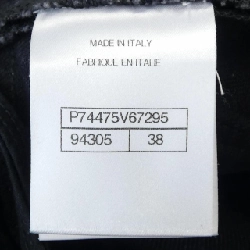 MADE IN ITALY
FABRIQUE EN ITALIE
P74475V67295
94305 38